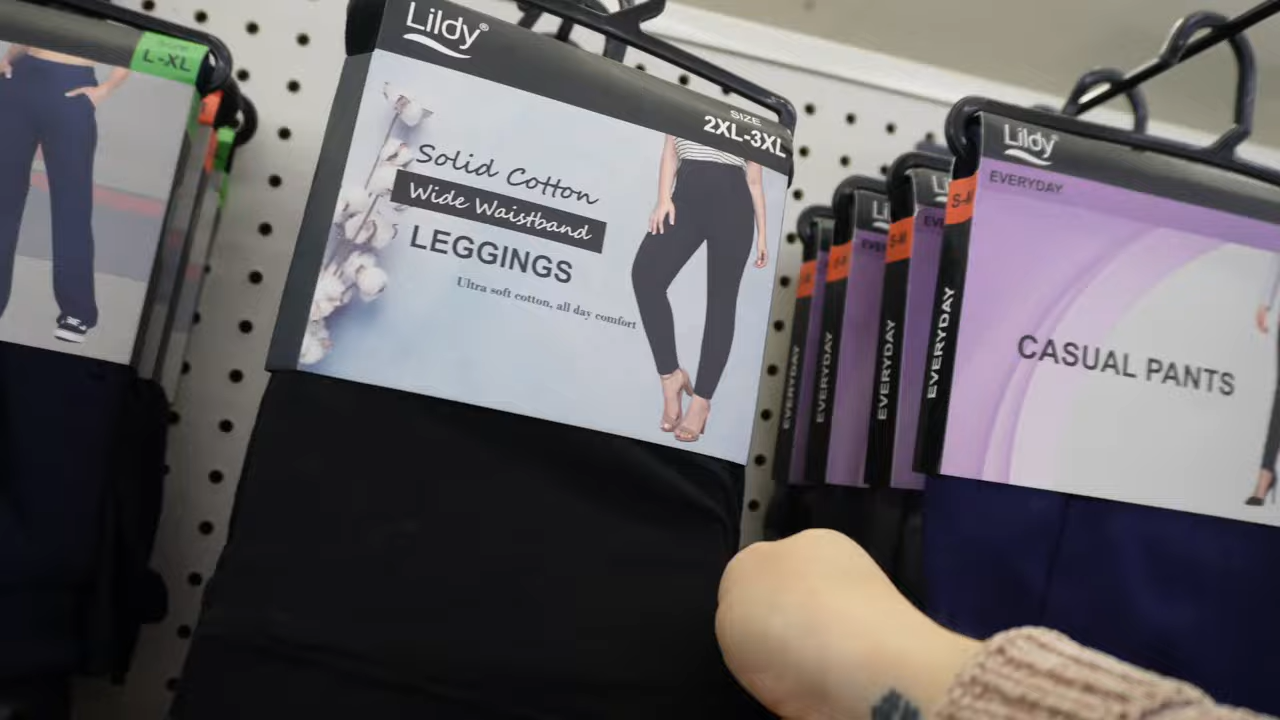 L-XL
Lildy®
SIZE
2XL-3XL
Solid Cotton
Wide Waistband
LEGGINGS
Ultra soft cotton, all day comfort
EVERYDAY
EVERYDAY
S-M
EVERYDAY
Lildy
EVERYDAY
S-M
EVERYDAY
CASUAL PANTS